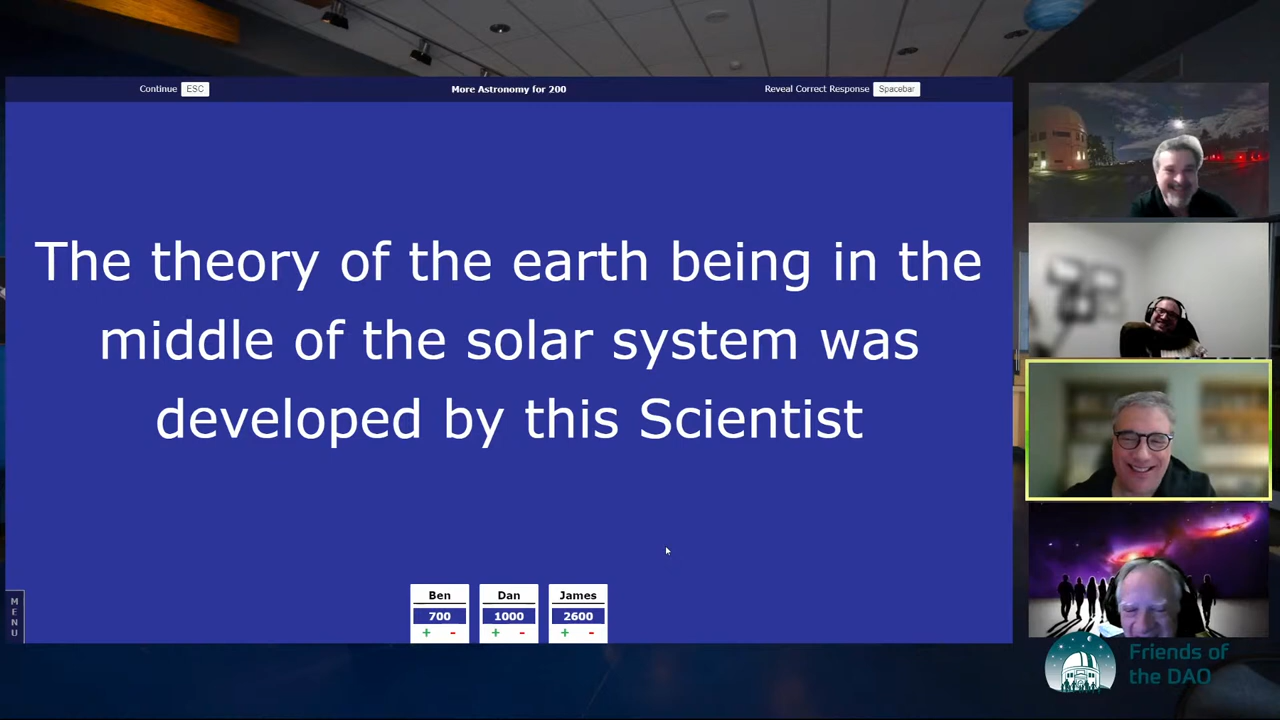 Continue ESC
More Astronomy for 200
Reveal Correct Response Spacebar
The theory of the earth being in the
middle of the solar system was
developed by this Scientist
MENU
Ben
700
+ -
Dan
1000
+ -
James
2600
+ -
Friends of
the DAO